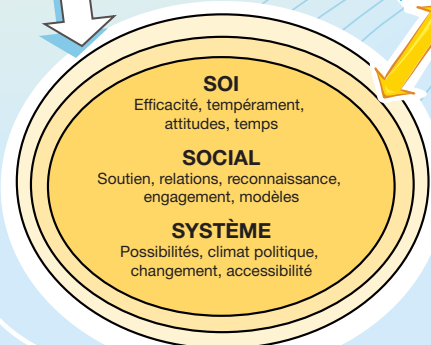 SOI
Efficacité, tempérament,
attitudes, temps
SOCIAL
Soutien, relations, reconnaissance,
engagement, modèles
SYSTÈME
Possibilités, climat politique,
changement, accessibilité